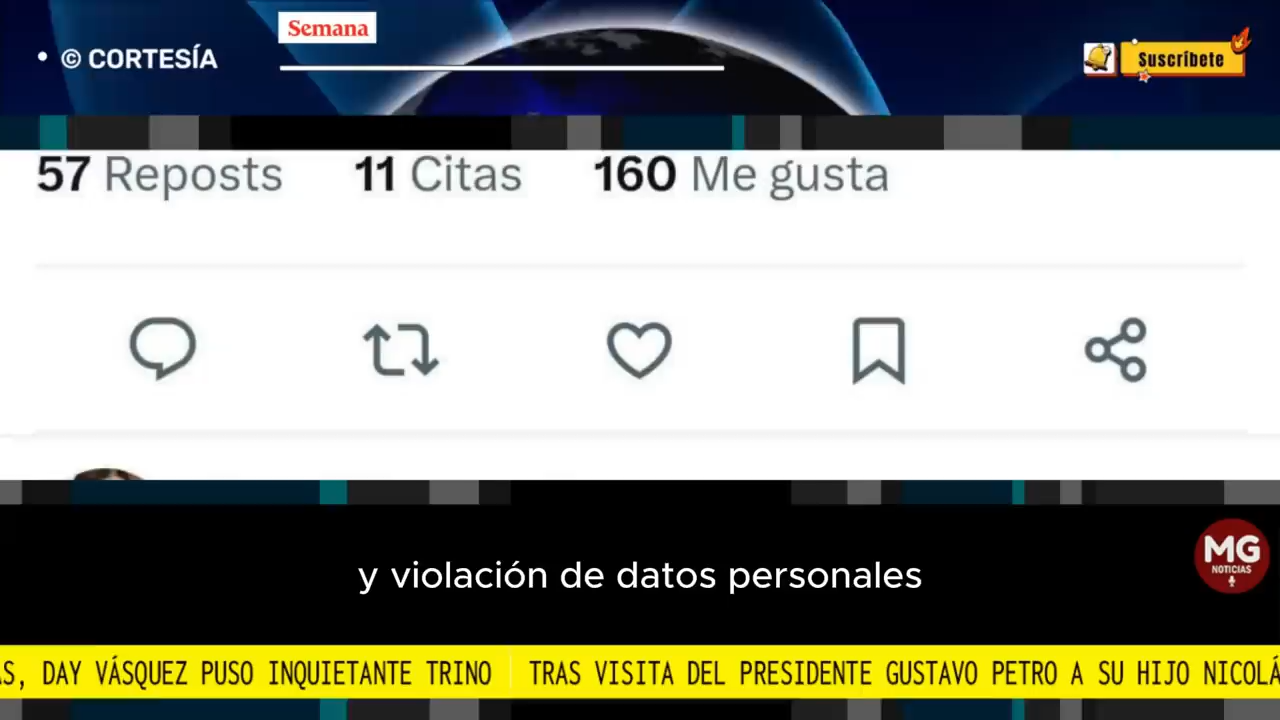 Semana
• © CORTESÍA
Suscríbete
57 Reposts 11 Citas 160 Me gusta
MG
NOTICIAS
y violación de datos personales
S, DAY VÁSQUEZ PUSO INQUIETANTE TRINO TRAS VISITA DEL PRESIDENTE GUSTAVO PETRO A SU HIJO NICOLÁ